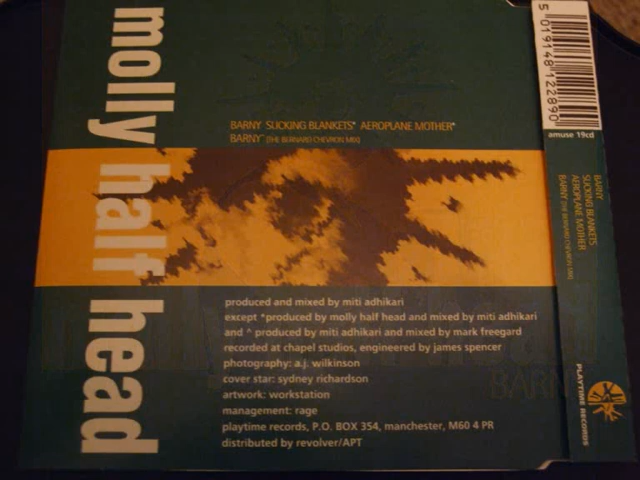 molly half head
BARNY SUCKING BLANKETS* AEROPLANE MOTHER*
BARNY^ (THE BERNARD CHEVRON MIX)
produced and mixed by miti adhikari
except *produced by molly half head and mixed by miti adhikari
and ^ produced by miti adhikari and mixed by mark freegard
recorded at chapel studios, engineered by james spencer
photography: a.j. wilkinson
cover star: sydney richardson
artwork: workstation
management: rage
playtime records, P.O. BOX 354, manchester, M60 4 PR
distributed by revolver/APT
BARNY
5 019148 122890
amuse 19cd
BARNY
SUCKING BLANKETS
AEROPLANE MOTHER
BARNY (THE BERNARD CHEVRON MIX)
PLAYTIME RECORDS